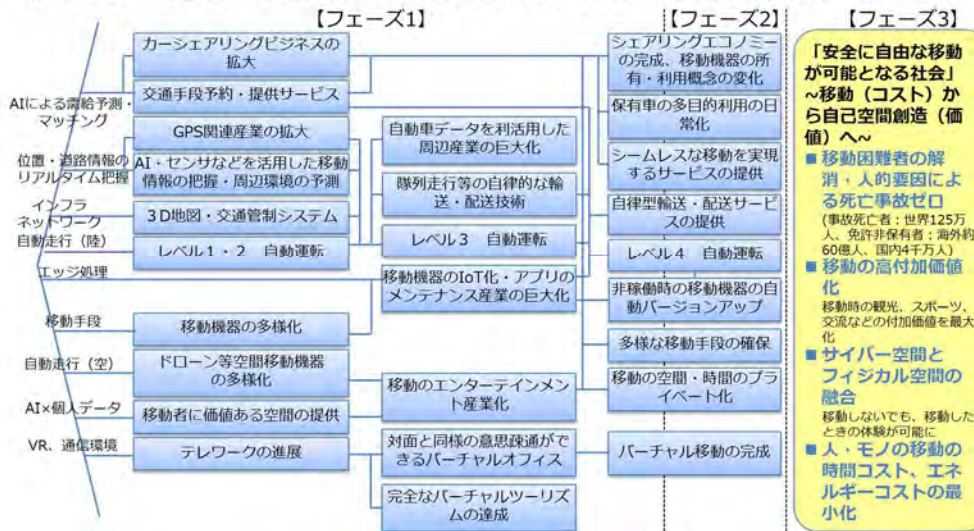 【フェーズ1】
【フェーズ2】
【フェーズ3】
AIによる需給予測・
マッチング
位置・道路情報の
リアルタイム把握
インフラ
ネットワーク
自動走行（陸）
エッジ処理
移動手段
自動走行（空）
AI×個人データ
VR、通信環境
カーシェアリングビジネスの
拡大
交通手段予約・提供サービス
GPS関連産業の拡大
AI・センサなどを活用した移動
情報の把握・周辺環境の予測
３D地図・交通管制システム
レベル１・２　自動運転
移動機器の多様化
ドローン等空間移動機器
の多様化
移動者に価値ある空間の提供
テレワークの進展
自動車データを利活用した
周辺産業の巨大化
隊列走行等の自律的な輸
送・配送技術
レベル３　自動運転
移動機器のIoT化・アプリの
メンテナンス産業の巨大化
移動のエンターテインメン
ト産業化
対面と同様の意思疎通がで
きるバーチャルオフィス
完全なバーチャルツーリズ
ムの達成
シェアリングエコノミー
の完成、移動機器の所
有・利用概念の変化
保有車の多目的利用の日
常化
シームレスな移動を実現
するサービスの提供
自律型輸送・配送サービ
スの提供
レベル４　自動運転
非稼働時の移動機器の自
動バージョンアップ
多様な移動手段の確保
移動の空間・時間のプラ
イベート化
バーチャル移動の完成
「安全に自由な移動
が可能となる社会」
~移動（コスト）か
ら自己空間創造（価
値）へ~
■ 移動困難者の解
消・人的要因によ
る死亡事故ゼロ
(事故死亡者：世界125万
人、免許非保有者：海外約
60億人、国内4千万人)
■ 移動の高付加価値
化
移動時の観光、スポーツ、
交流などの付加価値を最大
化
■ サイバー空間と
フィジカル空間の
融合
移動しないでも、移動した
ときの体験が可能に
■ 人・モノの移動の
時間コスト、エネ
ルギーコストの最
小化